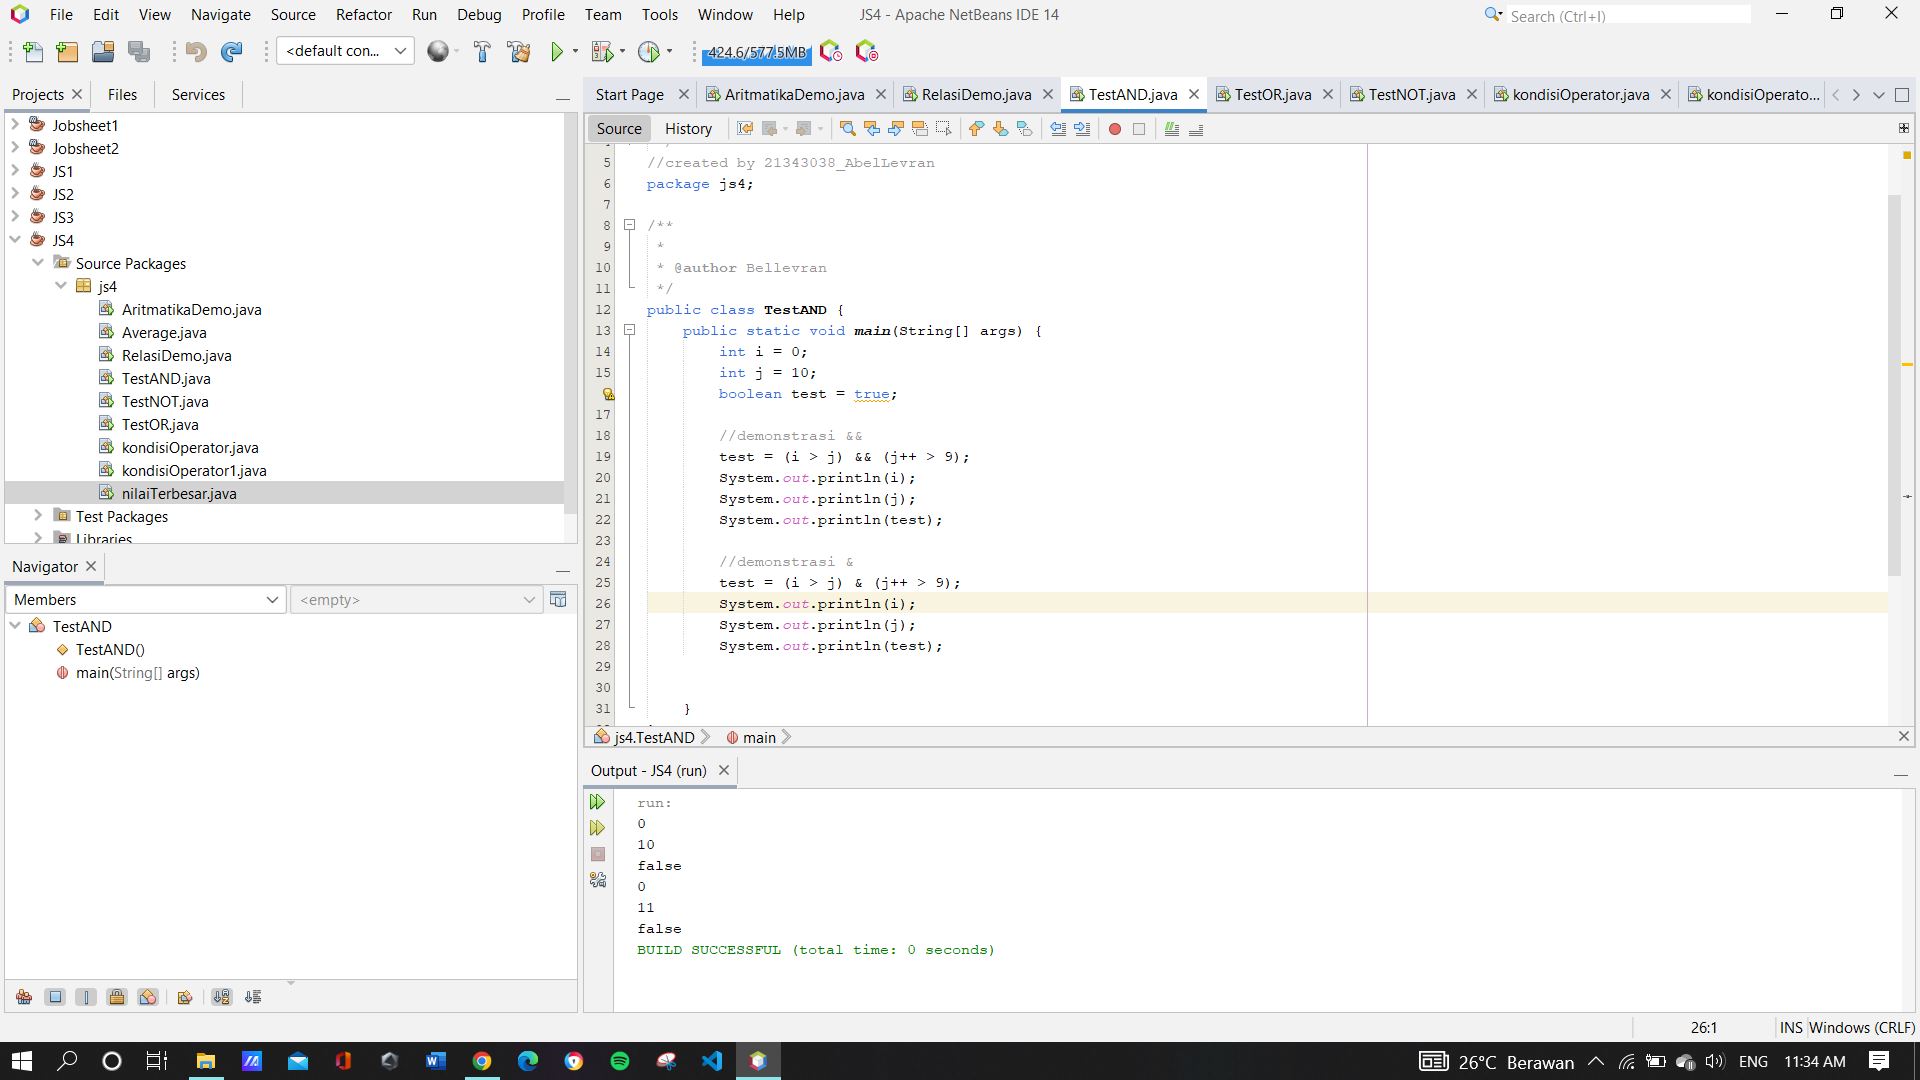 File Edit View Navigate Source Refactor Run Debug Profile Team Tools Window Help JS4 - Apache NetBeans IDE 14 Search (Ctrl+I)
<default con... 424.6/577.5MB
Projects Files Services
Jobsheet1
Jobsheet2
JS1
JS2
JS3
JS4
Source Packages
js4
AritmatikaDemo.java
Average.java
RelasiDemo.java
TestAND.java
TestNOT.java
TestOR.java
kondisiOperator.java
kondisiOperator1.java
nilaiTerbesar.java
Test Packages
Libraries
Navigator
Members <empty>
TestAND
TestAND()
main(String[] args)
Start Page AritmatikaDemo.java RelasiDemo.java TestAND.java TestOR.java TestNOT.java kondisiOperator.java kondisiOperato...
Source History
5 //created by 21343038_AbelLevran
6 package js4;
7
8 /**
9 *
10 * @author Bellevran
11 */
12 public class TestAND {
13 public static void main(String[] args) {
14 int i = 0;
15 int j = 10;
boolean test = true;
17
18 //demonstrasi &&
19 test = (i > j) && (j++ > 9);
20 System.out.println(i);
21 System.out.println(j);
22 System.out.println(test);
23
24 //demonstrasi &
25 test = (i > j) & (j++ > 9);
26 System.out.println(i);
27 System.out.println(j);
28 System.out.println(test);
29
30
31 }
js4.TestAND main
Output - JS4 (run)
run:
0
10
false
0
11
false
BUILD SUCCESSFUL (total time: 0 seconds)
26:1 INS Windows (CRLF)
26°C Berawan ENG 11:34 AM